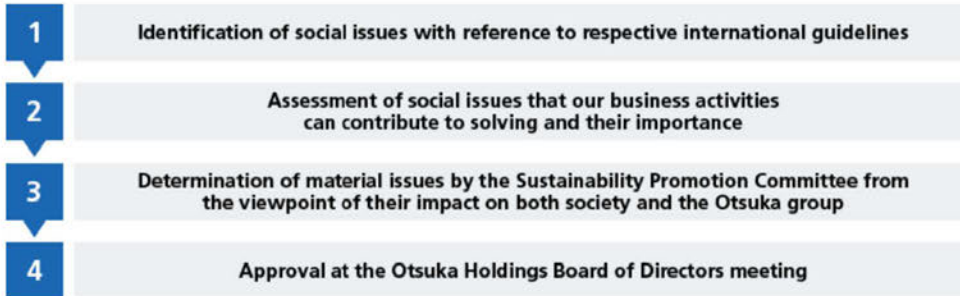 1
Identification of social issues with reference to respective international guidelines
2
Assessment of social issues that our business activities
can contribute to solving and their importance
3
Determination of material issues by the Sustainability Promotion Committee from
the viewpoint of their impact on both society and the Otsuka group
4
Approval at the Otsuka Holdings Board of Directors meeting